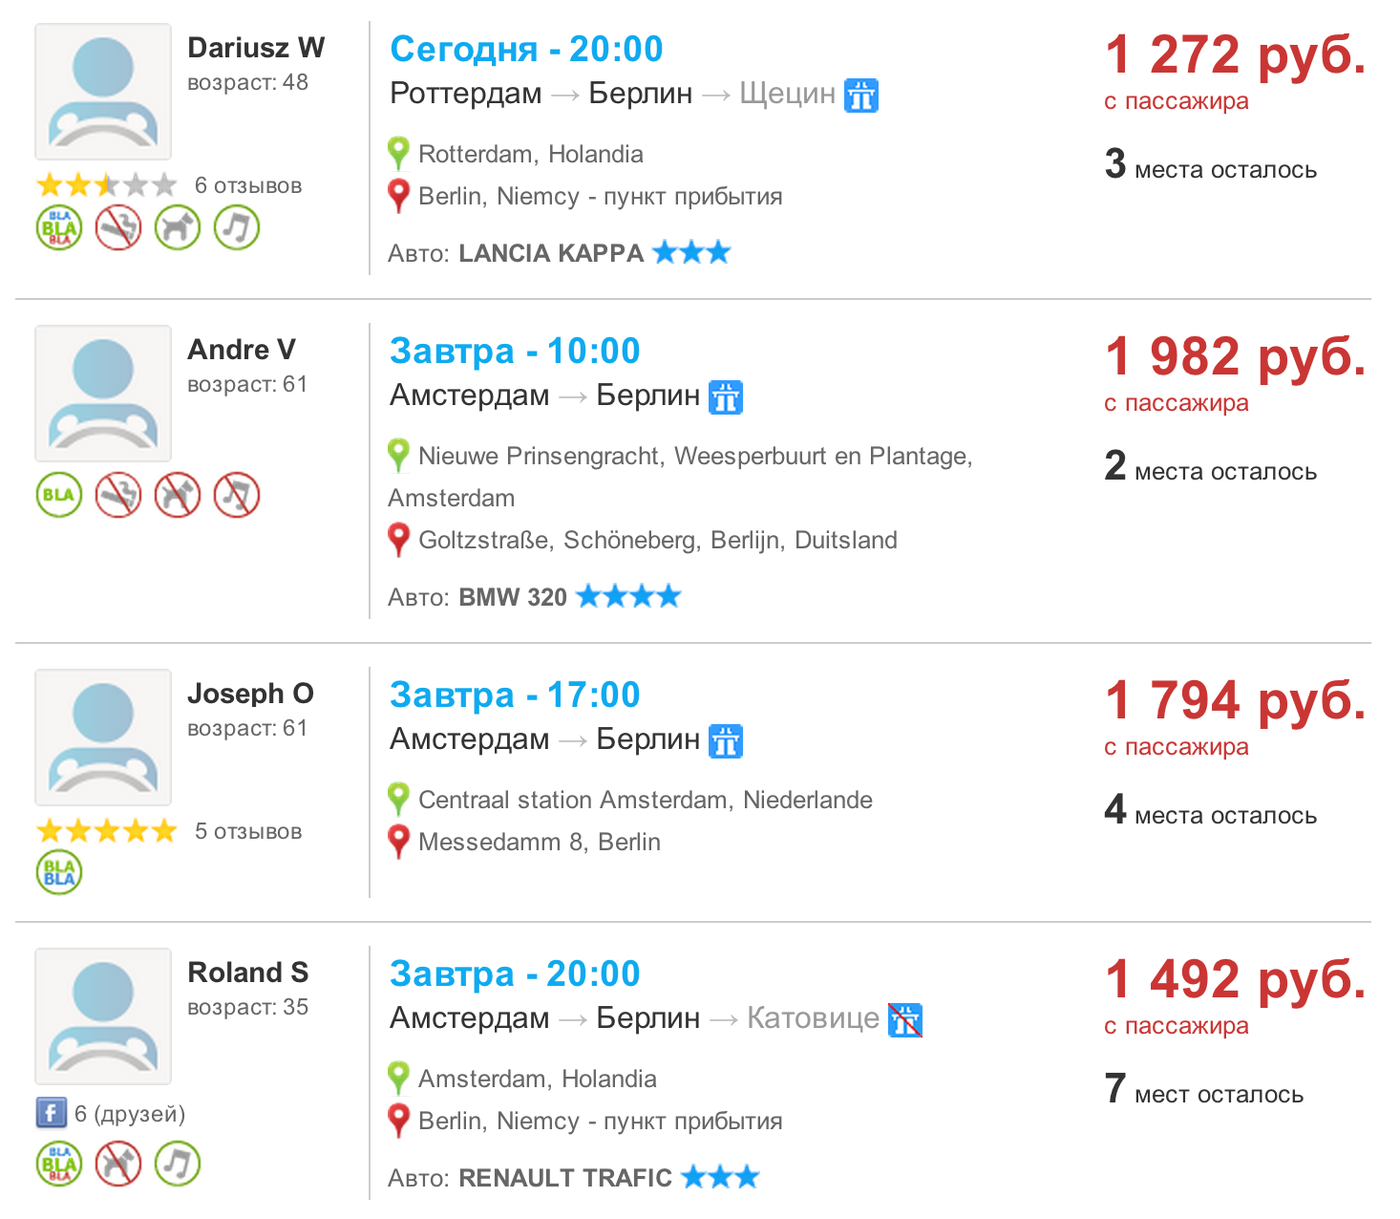 Dariusz W
возраст: 48
6 отзывов
BLA
BLA
BLA
Сегодня - 20:00
Роттердам → Берлин → Щецин
Rotterdam, Holandia
Berlin, Niemcy - пункт прибытия
Авто: LANCIA KAPPA
1 272 руб.
с пассажира
3 места осталось
Andre V
возраст: 61
BLA
Завтра - 10:00
Амстердам → Берлин
Nieuwe Prinsengracht, Weesperbuurt en Plantage,
Amsterdam
Goltzstraße, Schöneberg, Berlijn, Duitsland
Авто: BMW 320
1 982 руб.
с пассажира
2 места осталось
Joseph O
возраст: 61
5 отзывов
BLA
BLA
Завтра - 17:00
Амстердам → Берлин
Centraal station Amsterdam, Niederlande
Messedamm 8, Berlin
1 794 руб.
с пассажира
4 места осталось
Roland S
возраст: 35
f 6 (друзей)
BLA
BLA
BLA
Завтра - 20:00
Амстердам → Берлин → Катовице
Amsterdam, Holandia
Berlin, Niemcy - пункт прибытия
Авто: RENAULT TRAFIC
1 492 руб.
с пассажира
7 мест осталось